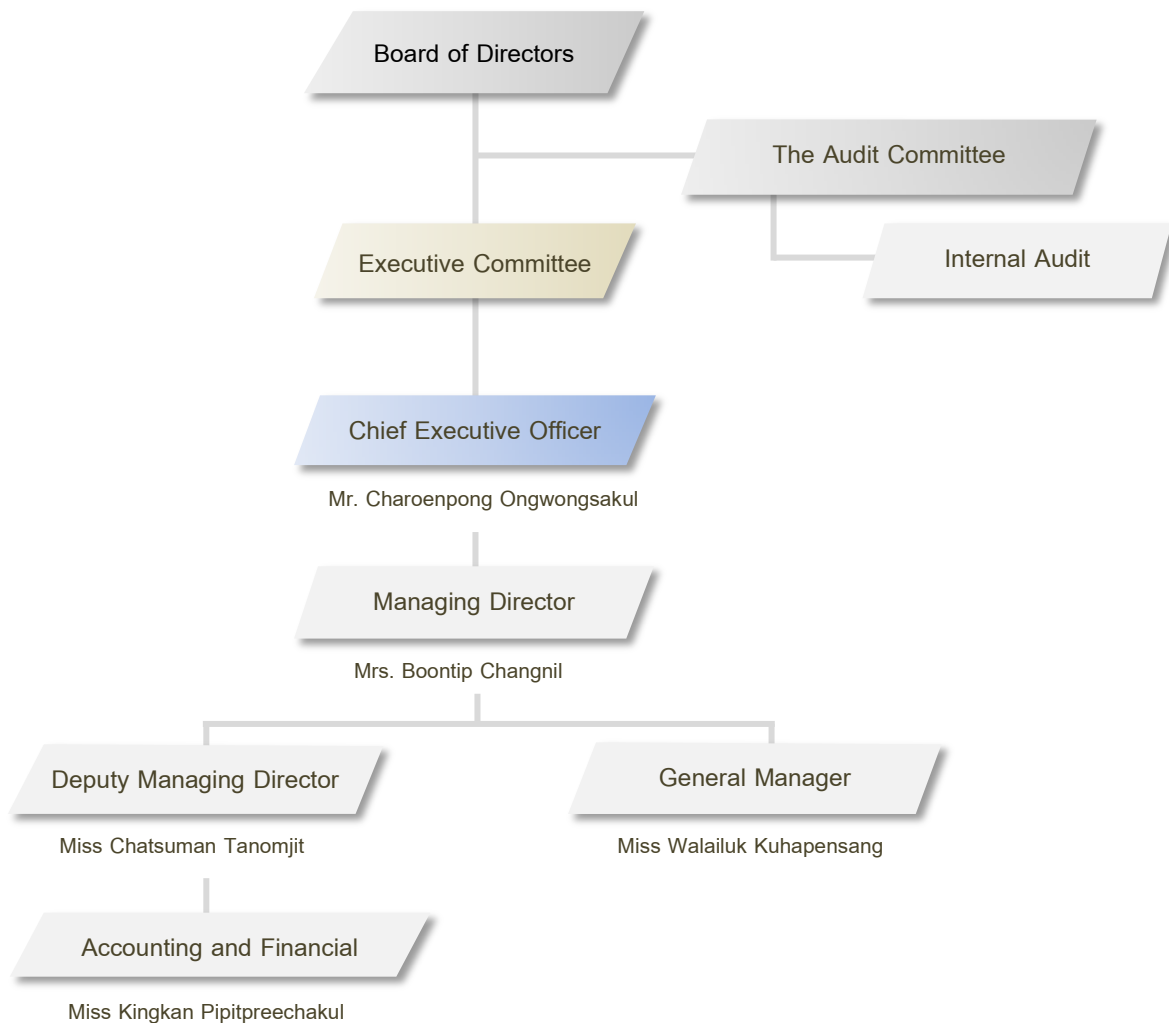 Board of Directors
The Audit Committee
Internal Audit
Executive Committee
Chief Executive Officer
Mr. Charoenpong Ongwongsakul
Managing Director
Mrs. Boontip Changnil
Deputy Managing Director
General Manager
Miss Chatsuman Tanomjit
Miss Walailuk Kuhapensang
Accounting and Financial
Miss Kingkan Pipitpreechakul